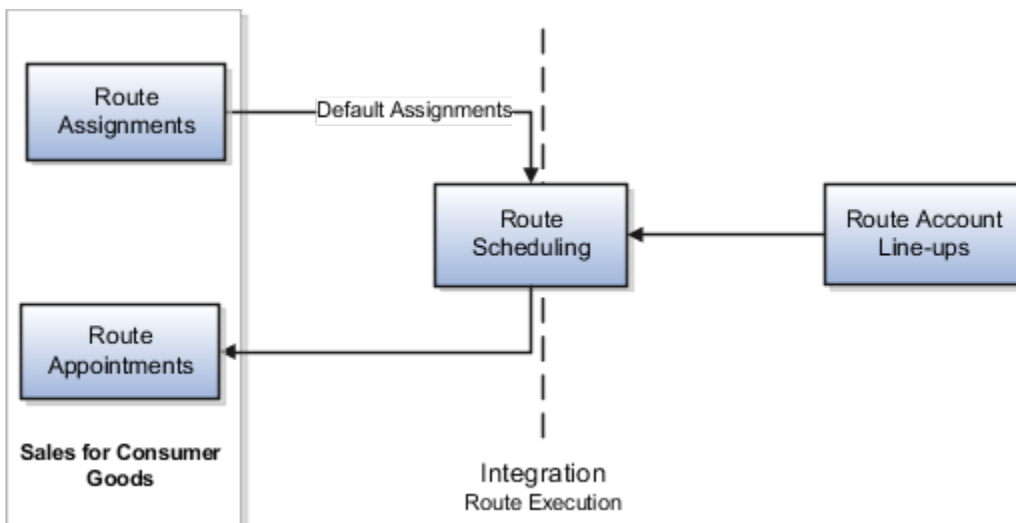 Route
Assignments
Default Assignments
Route
Scheduling
Route Account
Line-ups
Route
Appointments
Sales for Consumer
Goods
Integration
Route Execution